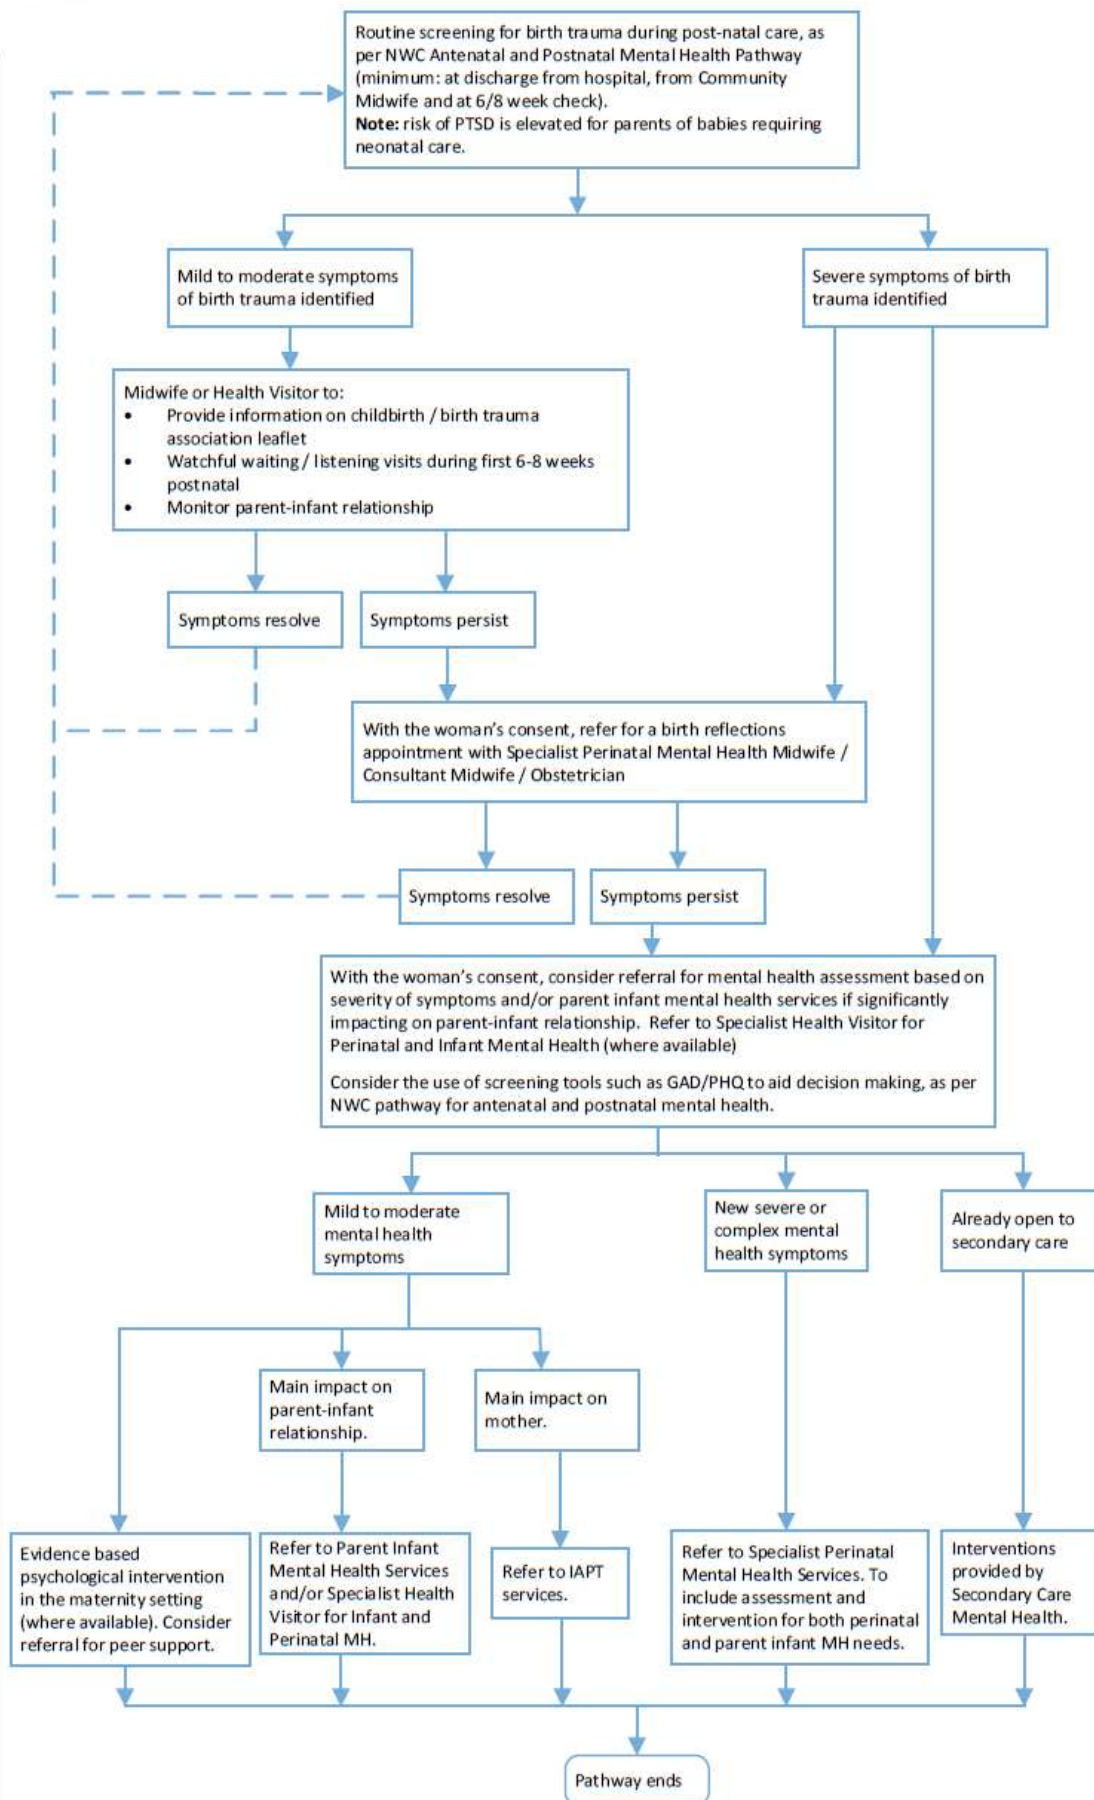 Routine screening for birth trauma during post-natal care, as
per NWC Antenatal and Postnatal Mental Health Pathway
(minimum: at discharge from hospital, from Community
Midwife and at 6/8 week check).
Note: risk of PTSD is elevated for parents of babies requiring
neonatal care.
Mild to moderate symptoms
of birth trauma identified
Severe symptoms of birth
trauma identified
Midwife or Health Visitor to:
• Provide information on childbirth / birth trauma
association leaflet
• Watchful waiting / listening visits during first 6-8 weeks
postnatal
• Monitor parent-infant relationship
Symptoms resolve
Symptoms persist
With the woman's consent, refer for a birth reflections
appointment with Specialist Perinatal Mental Health Midwife /
Consultant Midwife / Obstetrician
Symptoms resolve
Symptoms persist
With the woman's consent, consider referral for mental health assessment based on
severity of symptoms and/or parent infant mental health services if significantly
impacting on parent-infant relationship. Refer to Specialist Health Visitor for
Perinatal and Infant Mental Health (where available)
Consider the use of screening tools such as GAD/PHQ to aid decision making, as per
NWC pathway for antenatal and postnatal mental health.
Mild to moderate
mental health
symptoms
New severe or
complex mental
health symptoms
Already open to
secondary care
Main impact on
parent-infant
relationship.
Main impact on
mother.
Evidence based
psychological intervention
in the maternity setting
(where available). Consider
referral for peer support.
Refer to Parent Infant
Mental Health Services
and/or Specialist Health
Visitor for Infant and
Perinatal MH.
Refer to IAPT
services.
Refer to Specialist Perinatal
Mental Health Services. To
include assessment and
intervention for both perinatal
and parent infant MH needs.
Interventions
provided by
Secondary Care
Mental Health.
Pathway ends